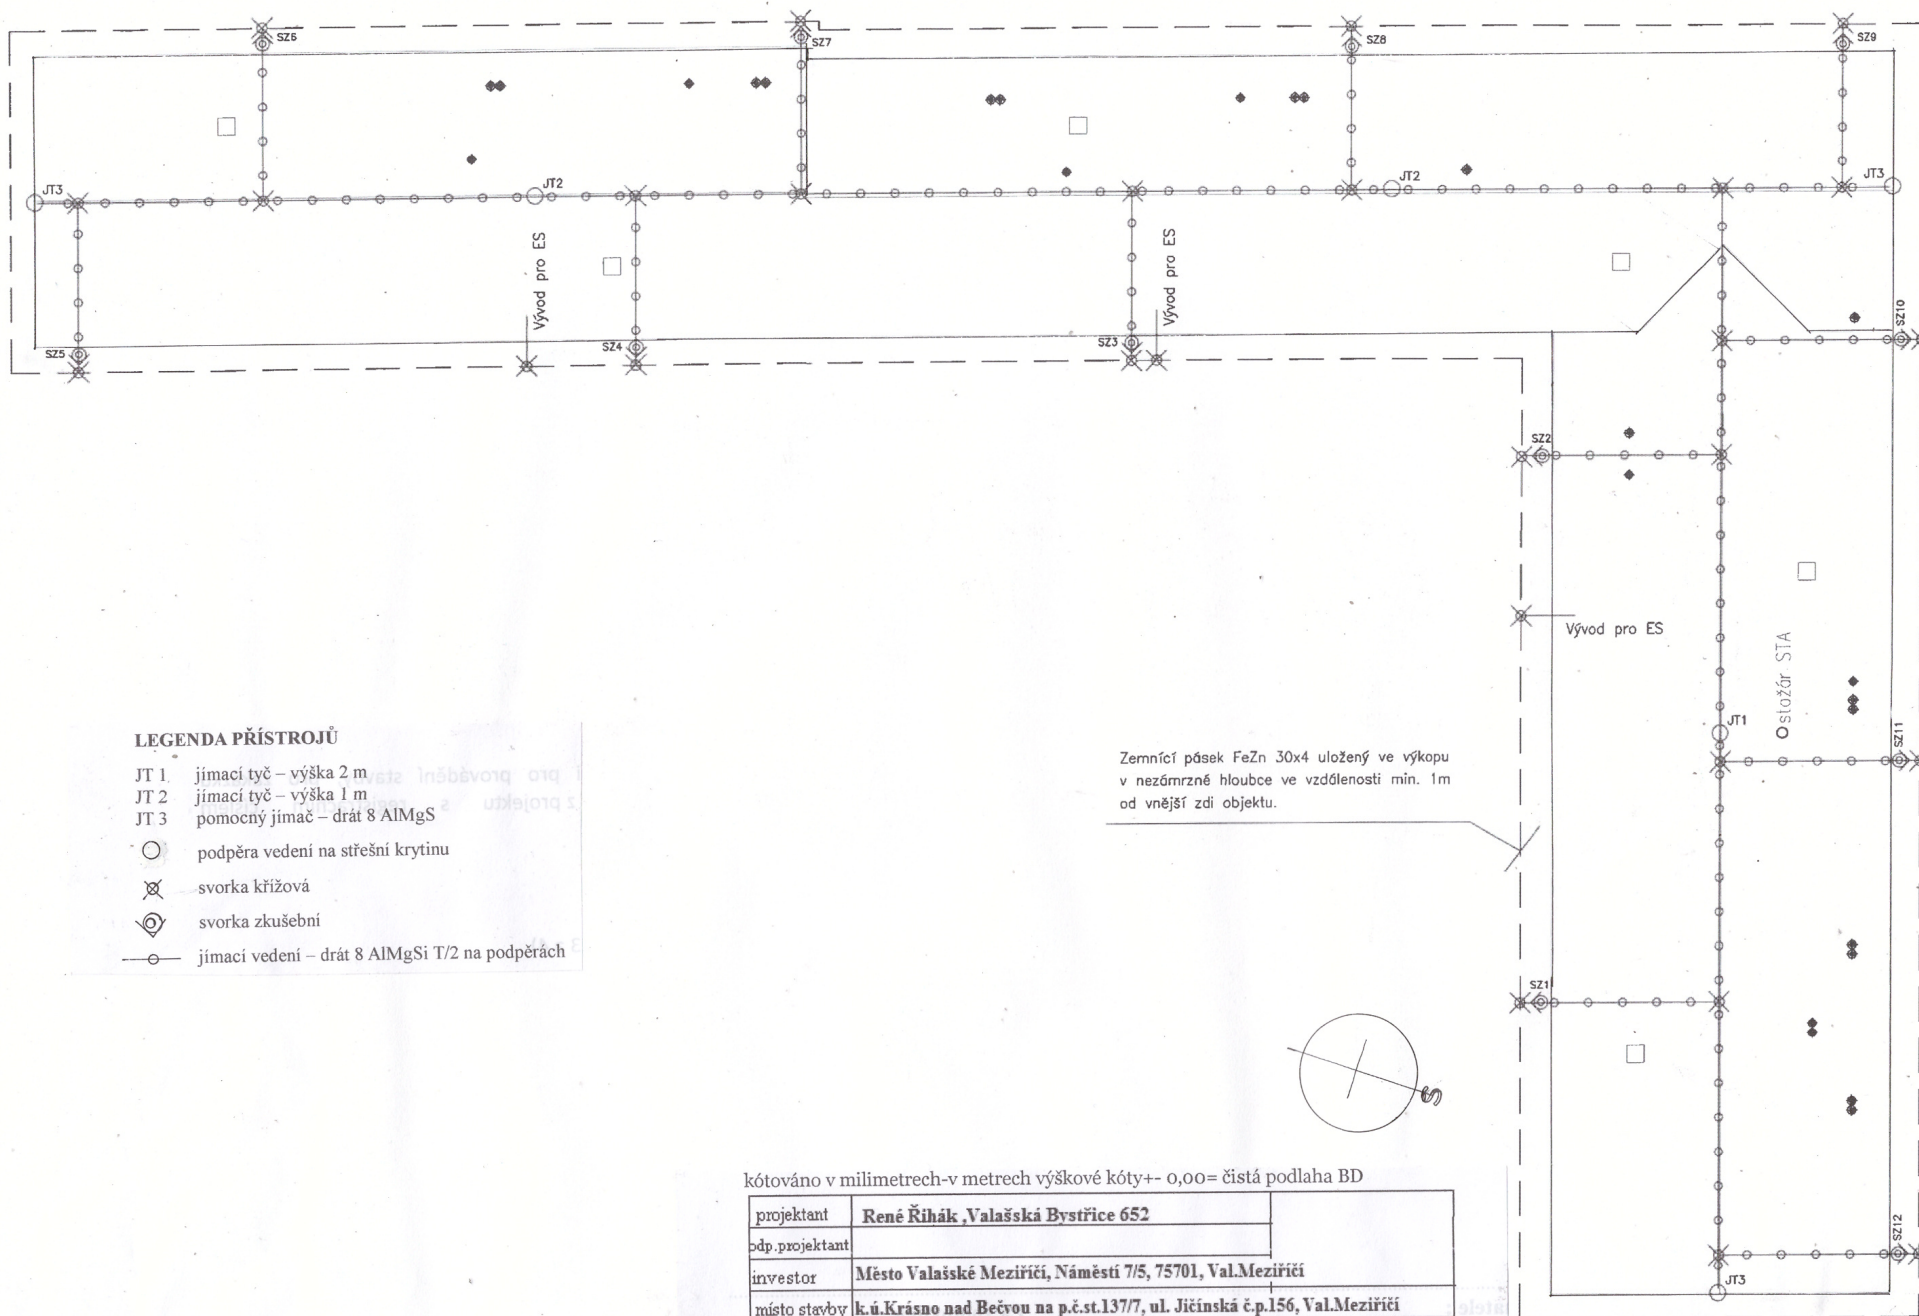 SZ6
SZ7
SZ8
SZ9
JT3
JT2
JT2
JT3
Vývod pro ES
Vývod pro ES
SZ5
SZ4
SZ3
SZ10
SZ2
Vývod pro ES
stožár STA
JT1
SZ11
LEGENDA PŘÍSTROJŮ
JT 1 jímací tyč – výška 2 m
JT 2 jímací tyč – výška 1 m
JT 3 pomocný jímač – drát 8 AlMgS
podpěra vedení na střešní krytinu
svorka křížová
svorka zkušební
jímací vedení – drát 8 AlMgSi T/2 na podpěrách
Zemnící pásek FeZn 30x4 uložený ve výkopu
v nezámrzné hloubce ve vzdálenosti min. 1m
od vnější zdi objektu.
SZ1
S
SZ12
JT3
kótováno v milimetrech-v metrech výškové kóty+- 0,00= čistá podlaha BD
projektant René Řihák ,Valašská Bystřice 652
odp.projektant
investor Město Valašské Meziříčí, Náměstí 7/5, 75701, Val.Meziříčí
místo stavby k.ú.Krásno nad Bečvou na p.č.st.137/7, ul. Jičínská č.p.156, Val.Meziříčí